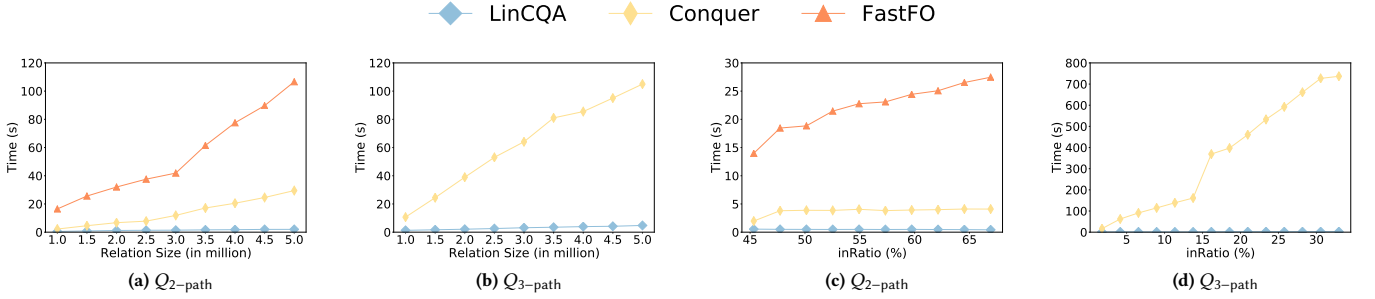 LinCQA Conquer FastFO
120
100
80
60
40
20
0
Time (s)
1.0 1.5 2.0 2.5 3.0 3.5 4.0 4.5 5.0
Relation Size (in million)
(a) Q2−path
120
100
80
60
40
20
0
Time (s)
1.0 1.5 2.0 2.5 3.0 3.5 4.0 4.5 5.0
Relation Size (in million)
(b) Q3−path
30
25
20
15
10
5
0
Time (s)
45 50 55 60 65
inRatio (%)
(c) Q2−path
800
700
600
500
400
300
200
100
0
Time (s)
5 10 15 20 25 30
inRatio (%)
(d) Q3−path